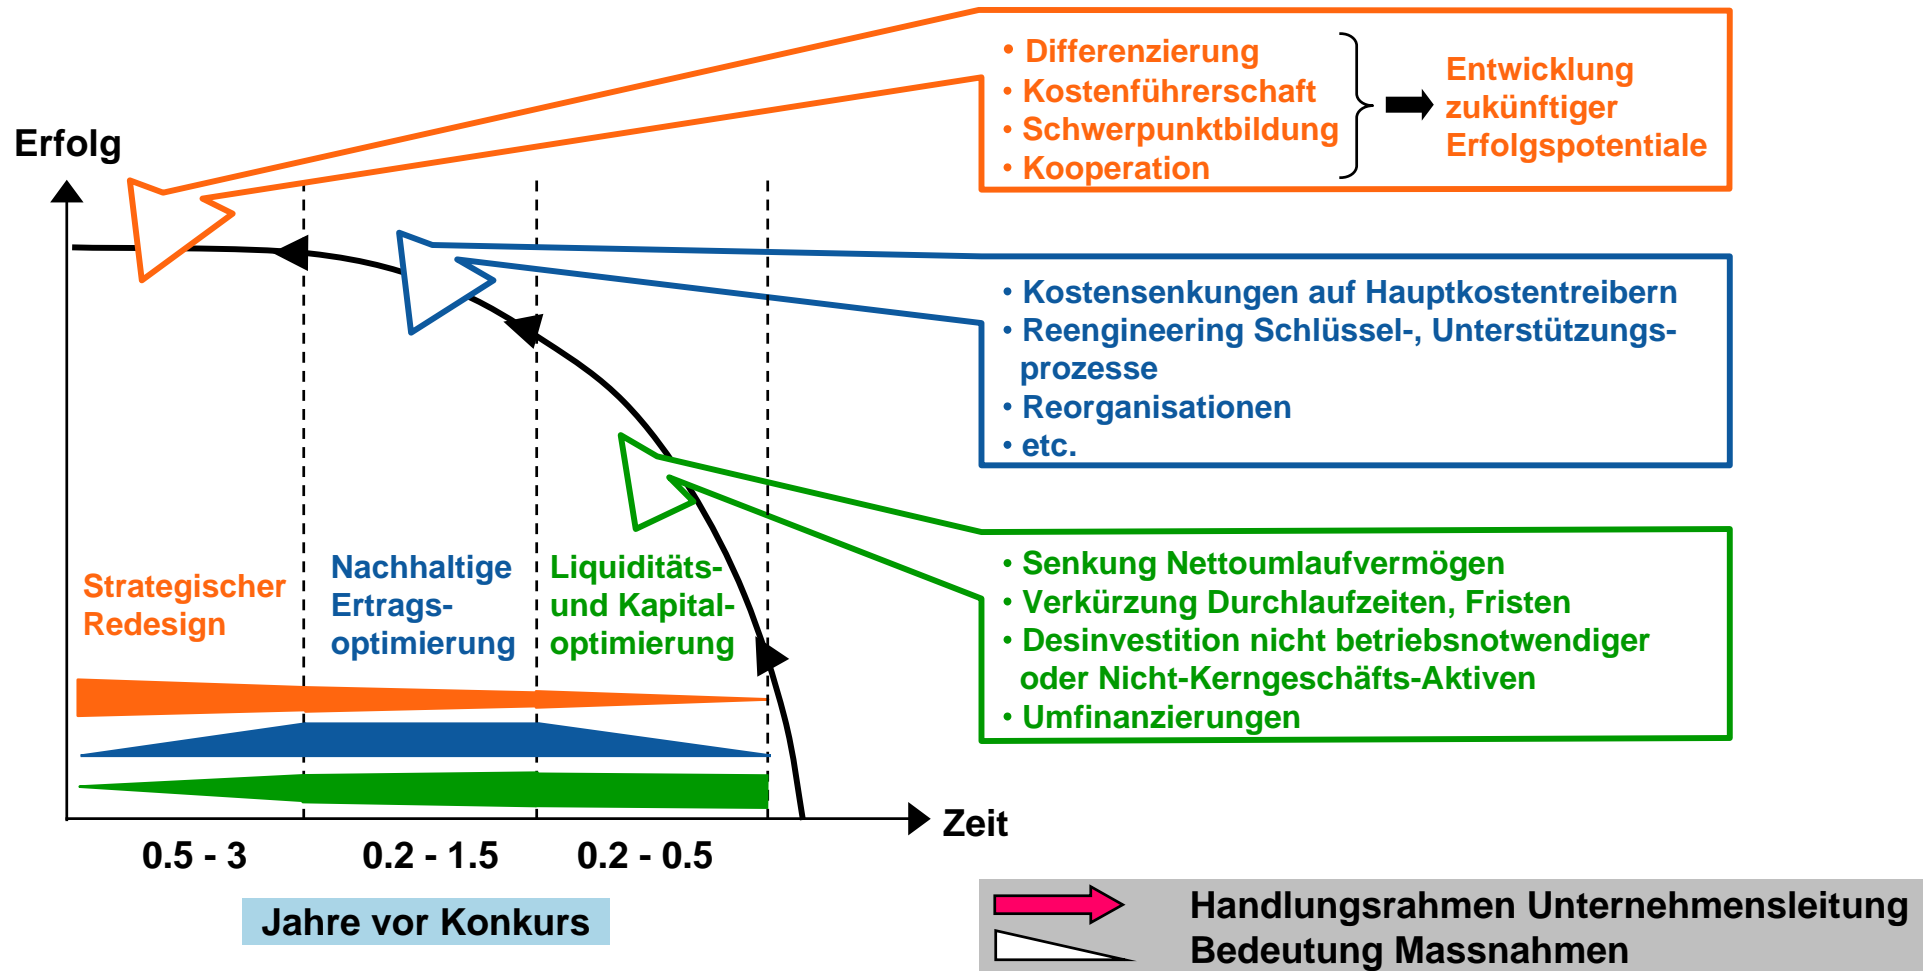 • Differenzierung
• Kostenführerschaft
• Schwerpunktbildung
• Kooperation
Entwicklung
zukünftiger
Erfolgspotentiale
Erfolg
• Kostensenkungen auf Hauptkostentreibern
• Reengineering Schlüssel-, Unterstützungs-
prozesse
• Reorganisationen
• etc.
Strategischer
Redesign
Nachhaltige
Ertrags-
optimierung
Liquiditäts-
und Kapital-
optimierung
• Senkung Nettoumlaufvermögen
• Verkürzung Durchlaufzeiten, Fristen
• Desinvestition nicht betriebsnotwendiger
oder Nicht-Kerngeschäfts-Aktiven
• Umfinanzierungen
Zeit
0.5 - 3
0.2 - 1.5
0.2 - 0.5
Jahre vor Konkurs
Handlungsrahmen Unternehmensleitung
Bedeutung Massnahmen